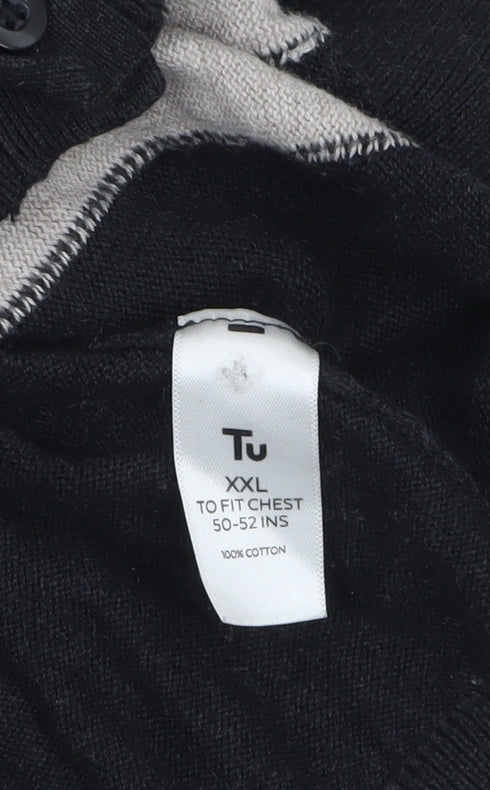 Tu
XXL
TO FIT CHEST
50-52 INS
100% COTTON